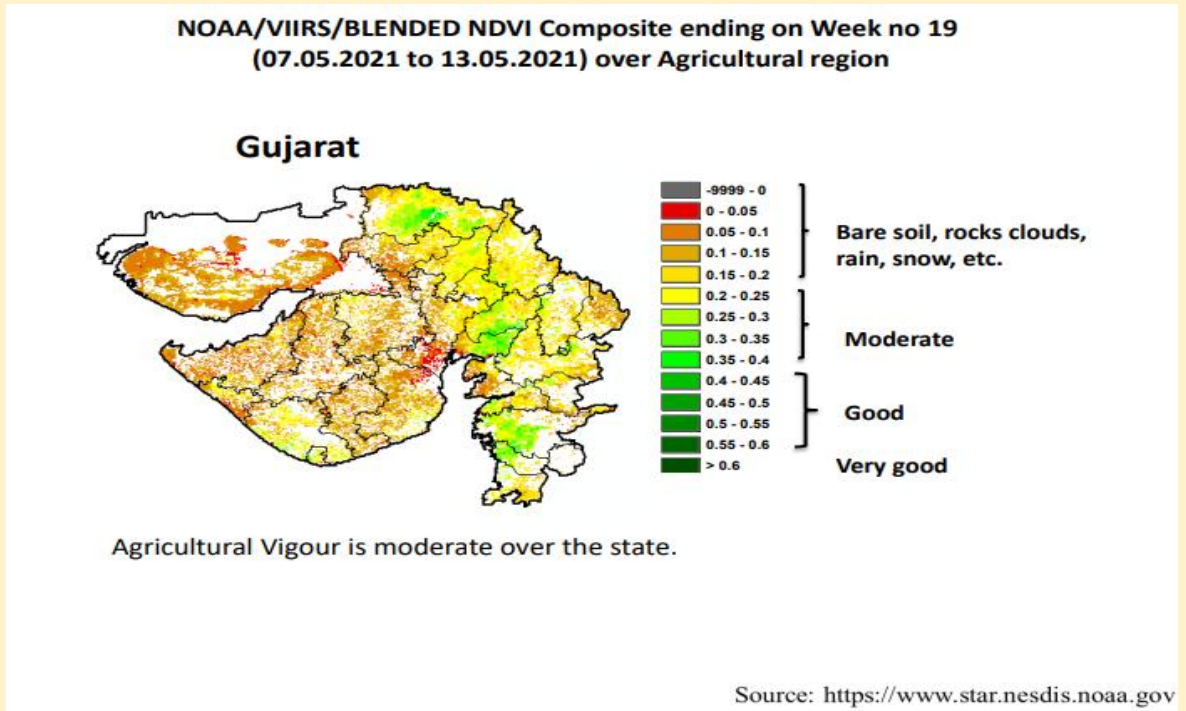 NOAA/VIIRS/BLENDED NDVI Composite ending on Week no 19
(07.05.2021 to 13.05.2021) over Agricultural region
Gujarat
-9999 - 0
0 - 0.05
0.05 - 0.1
0.1 - 0.15
0.15 - 0.2
0.2 - 0.25
0.25 - 0.3
0.3 - 0.35
0.35 - 0.4
0.4 - 0.45
0.45 - 0.5
0.5 - 0.55
0.55 - 0.6
> 0.6
Bare soil, rocks clouds,
rain, snow, etc.
Moderate
Good
Very good
Agricultural Vigour is moderate over the state.
Source: https://www.star.nesdis.noaa.gov